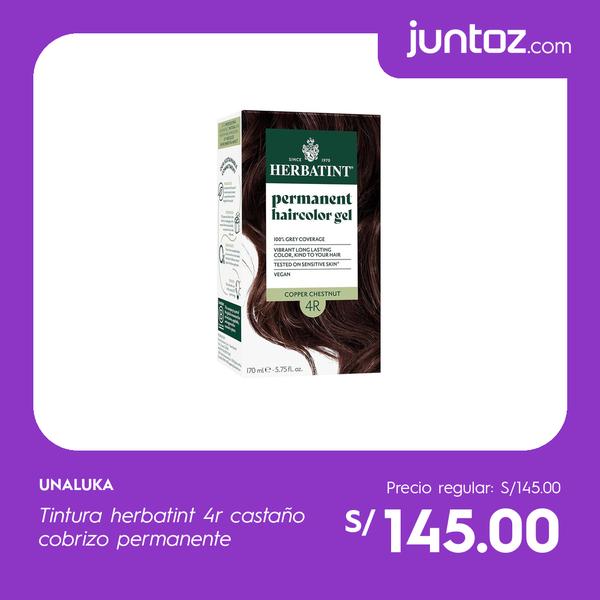 juntoz.com
SINCE 1970
HERBATINT®
permanent
haircolor gel
100% GREY COVERAGE
VIBRANT LONG LASTING
COLOR, KIND TO YOUR HAIR
TESTED ON SENSITIVE SKIN*
VEGAN
COPPER CHESTNUT
4R
170 ml ℮ - 5.75 fl. oz.
UNALUKA
Precio regular: S/145.00
Tintura herbatint 4r castaño
cobrizo permanente
S/ 145.00